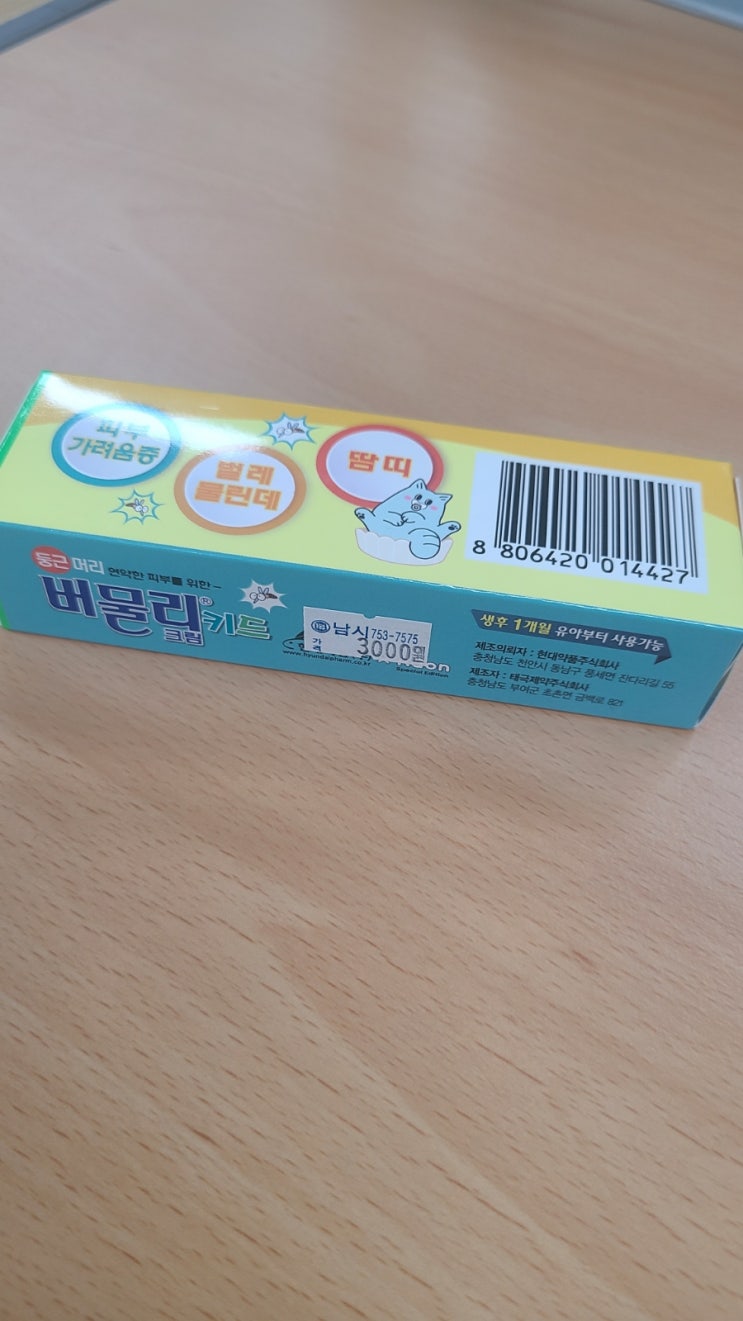 피부
가려움증
벌레
물린데
땀띠
8 806420 014427
둥근 머리 연약한 피부를 위한~
버물리® 키드
크림
남시 753-7575
가격 3000원
www.hyundaipharm.co.kr
Special Edition
생후 1개월 유아부터 사용가능
제조의뢰자 : 현대약품주식회사
충청남도 천안시 동남구 풍세면 잔다리길 55
제조자 : 태극제약주식회사
충청남도 부여군 초촌면 금백로 821